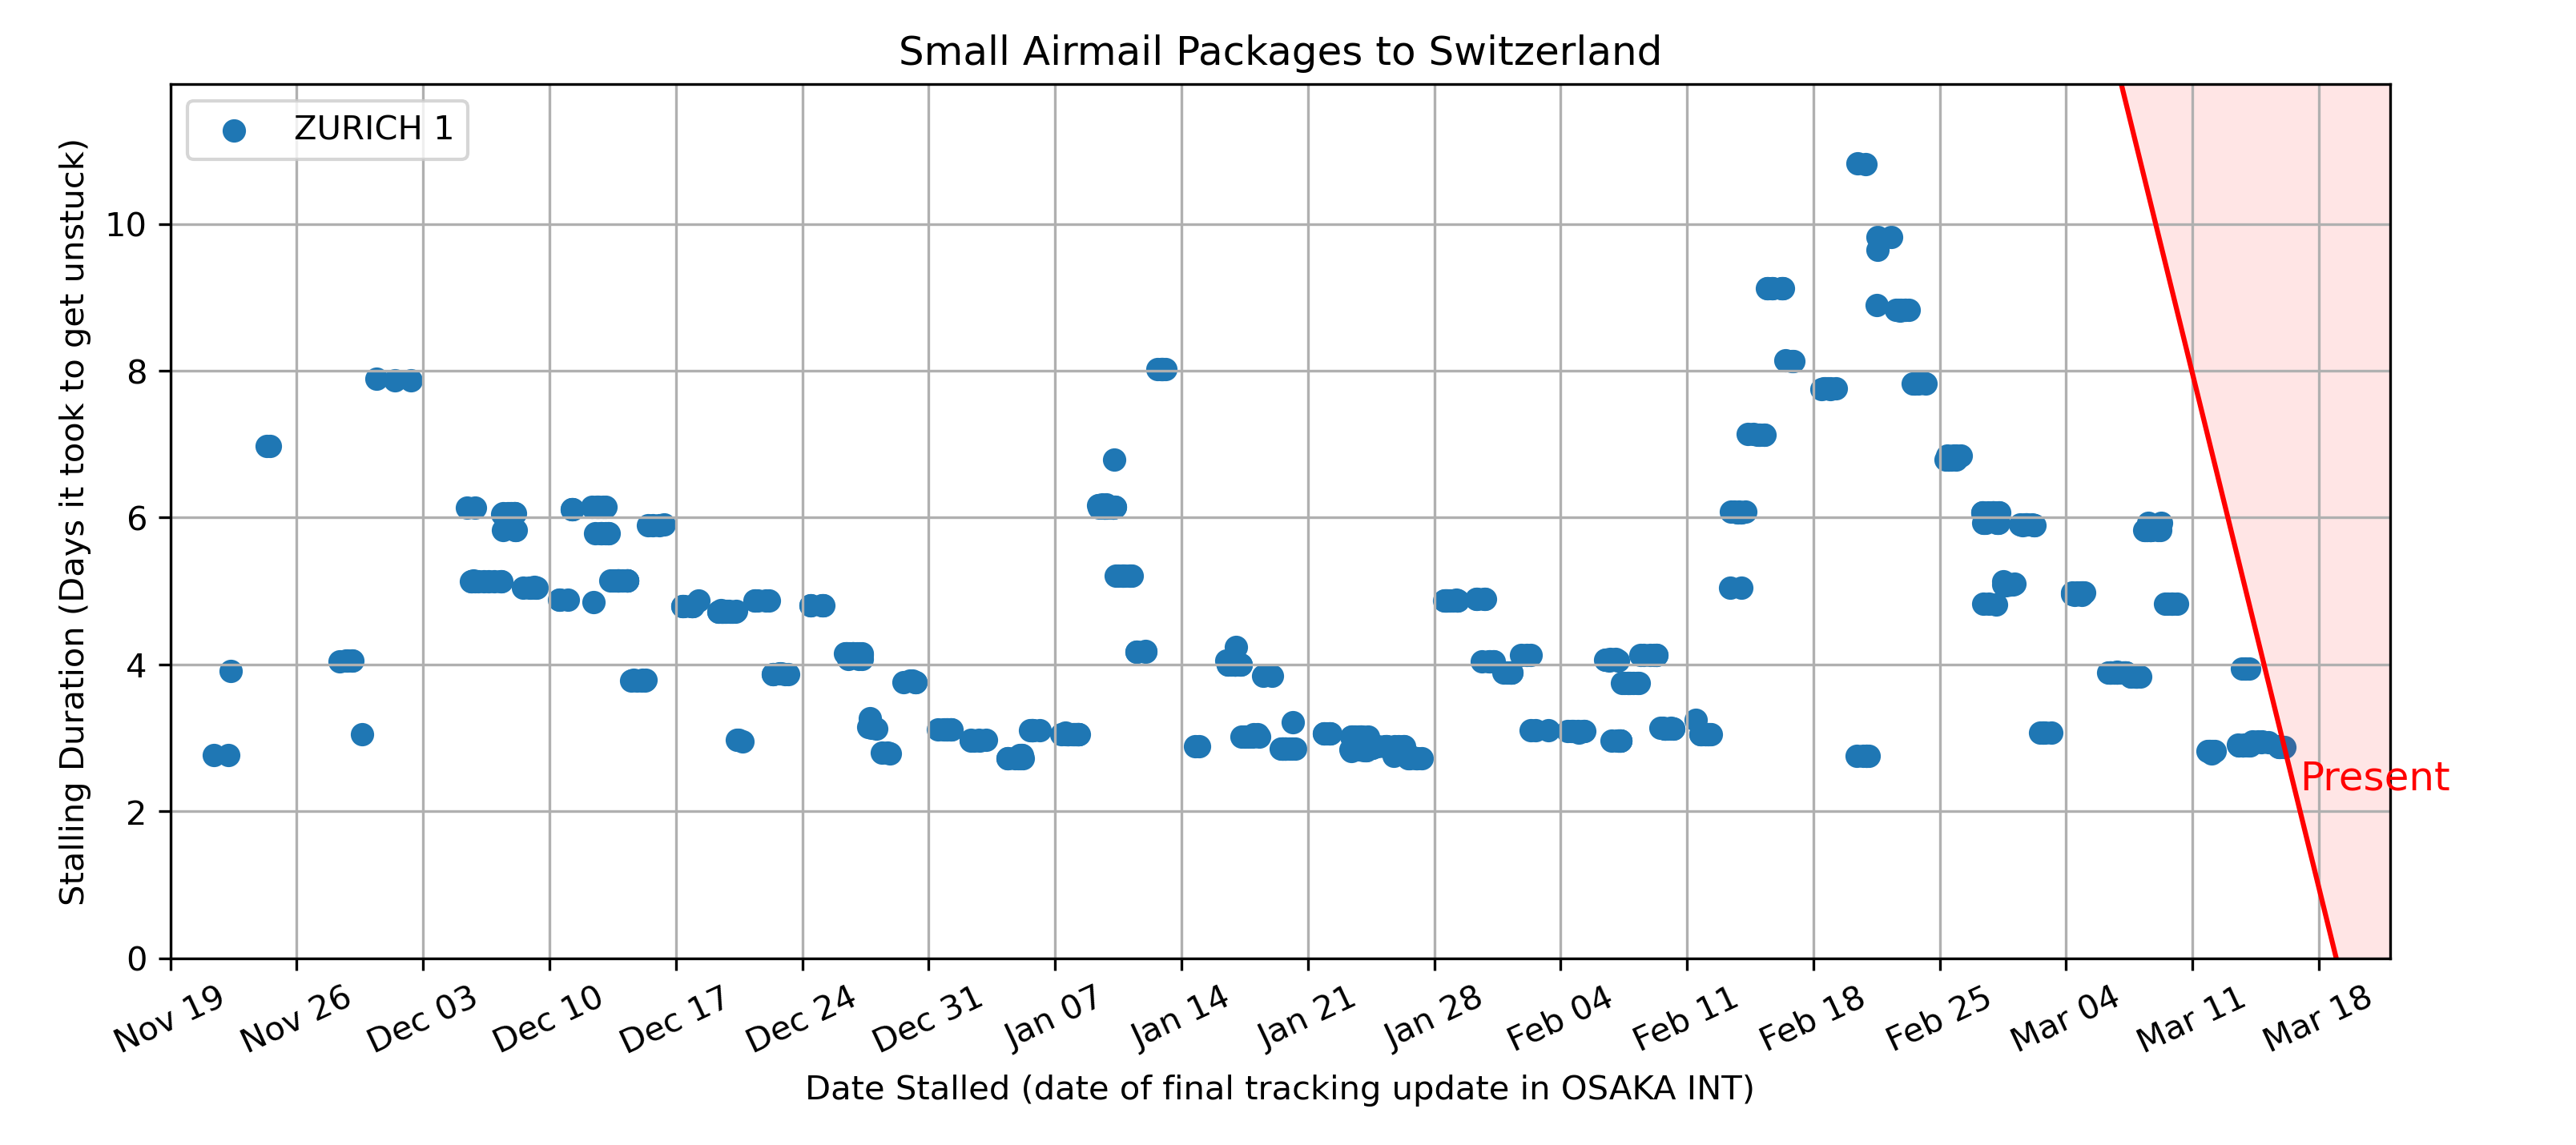 Small Airmail Packages to Switzerland
ZURICH 1
Stalling Duration (Days it took to get unstuck)
10
8
6
4
2
0
Present
Nov 19
Nov 26
Dec 03
Dec 10
Dec 17
Dec 24
Dec 31
Jan 07
Jan 14
Jan 21
Jan 28
Feb 04
Feb 11
Feb 18
Feb 25
Mar 04
Mar 11
Mar 18
Date Stalled (date of final tracking update in OSAKA INT)